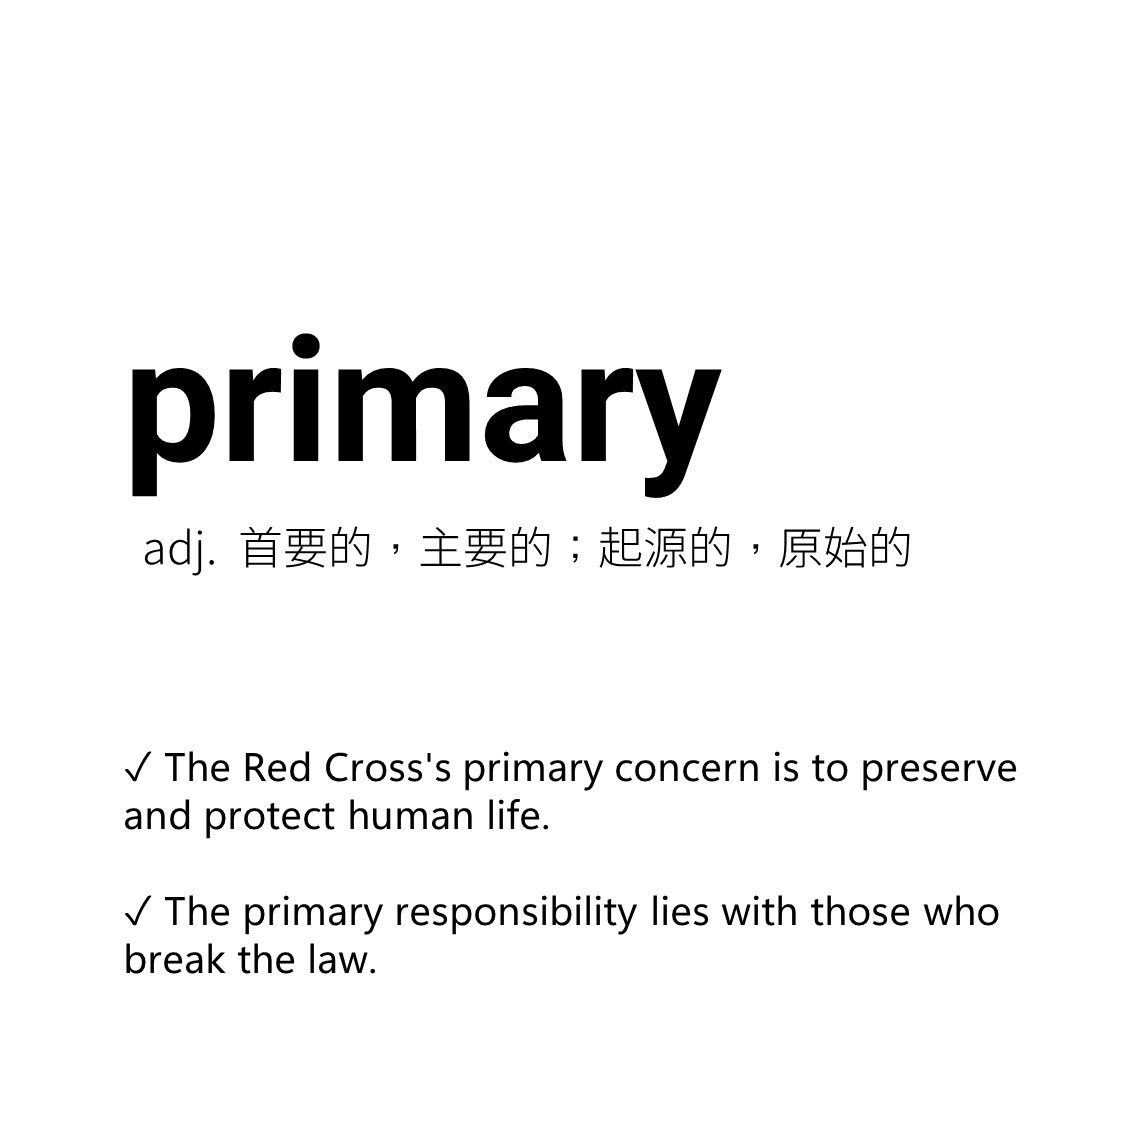 primary
adj. 首要的，主要的；起源的，原始的
✓ The Red Cross's primary concern is to preserve
and protect human life.
✓ The primary responsibility lies with those who
break the law.